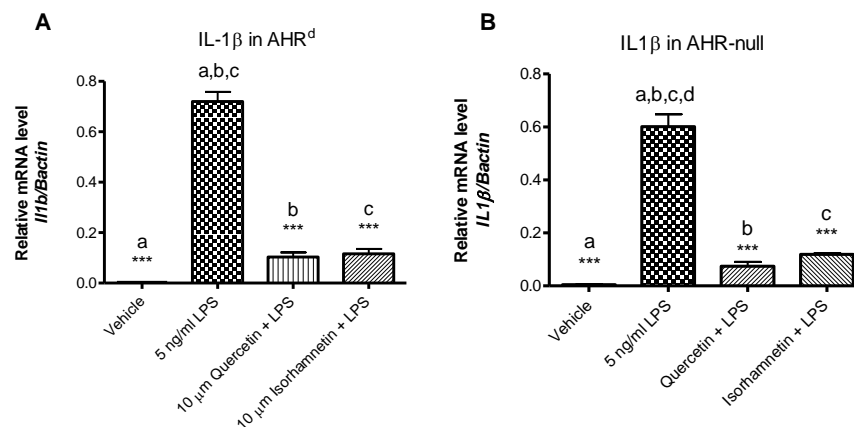 A
IL-1β in AHRᵈ
Relative mRNA level
Il1b/Bactin
0.8
0.6
0.4
0.2
0.0
a,b,c
a
***
b
***
c
***
Vehicle
5 ng/ml LPS
10 μm Quercetin + LPS
10 μm Isorhamnetin + LPS
B
IL1β in AHR-null
Relative mRNA level
IL1β/Bactin
0.8
0.6
0.4
0.2
0.0
a,b,c,d
a
***
b
***
c
***
Vehicle
5 ng/ml LPS
Quercetin + LPS
Isorhamnetin + LPS